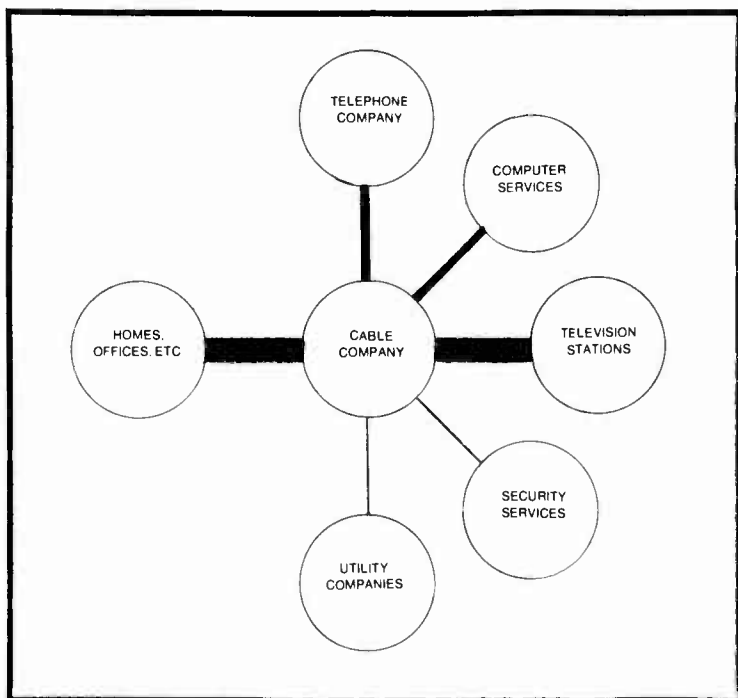 TELEPHONE
COMPANY
COMPUTER
SERVICES
HOMES,
OFFICES, ETC
CABLE
COMPANY
TELEVISION
STATIONS
SECURITY
SERVICES
UTILITY
COMPANIES